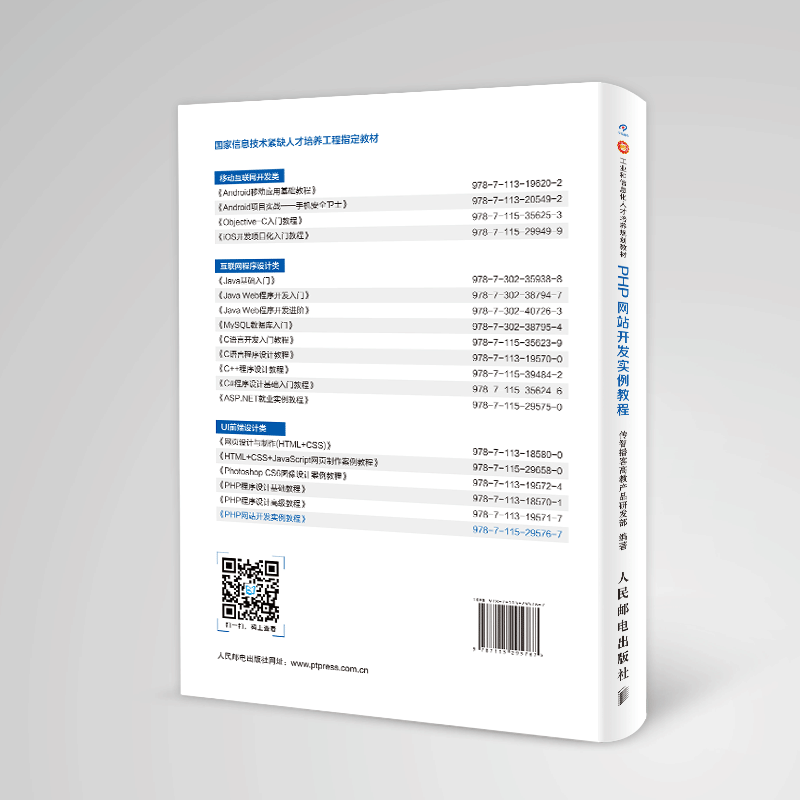 国家信息技术紧缺人才培养工程指定教材
移动互联网开发类
《Android移动应用基础教程》 978-7-113-19620-2
《Android项目实战——手机安全卫士》 978-7-113-20549-2
《Objective-C入门教程》 978-7-115-35625-3
《iOS开发项目化入门教程》 978-7-115-29949-9
互联网程序设计类
《Java基础入门》 978-7-302-35938-8
《Java Web程序开发入门》 978-7-302-38794-7
《Java Web程序开发进阶》 978-7-302-40726-3
《MySQL数据库入门》 978-7-302-38795-4
《C语言开发入门教程》 978-7-115-35623-9
《C语言程序设计教程》 978-7-113-19570-0
《C++程序设计教程》 978-7-115-39484-2
《C#程序设计基础入门教程》 978-7-115-35624-6
《ASP.NET就业实例教程》 978-7-115-29575-0
UI前端设计类
《网页设计与制作(HTML+CSS)》 978-7-113-18580-0
《HTML+CSS+JavaScript网页制作案例教程》 978-7-115-29658-0
《Photoshop CS6图像设计案例教程》 978-7-113-19572-4
《PHP程序设计基础教程》 978-7-113-18570-1
《PHP程序设计高级教程》 978-7-113-19571-7
《PHP网站开发实例教程》 978-7-115-29576-7
扫一扫，码上查看
人民邮电出版社网址：www.ptpress.com.cn
工业和信息化人才培养规划教材
PHP网站开发实例教程
传智播客高教产品研发部 编著
人民邮电出版社